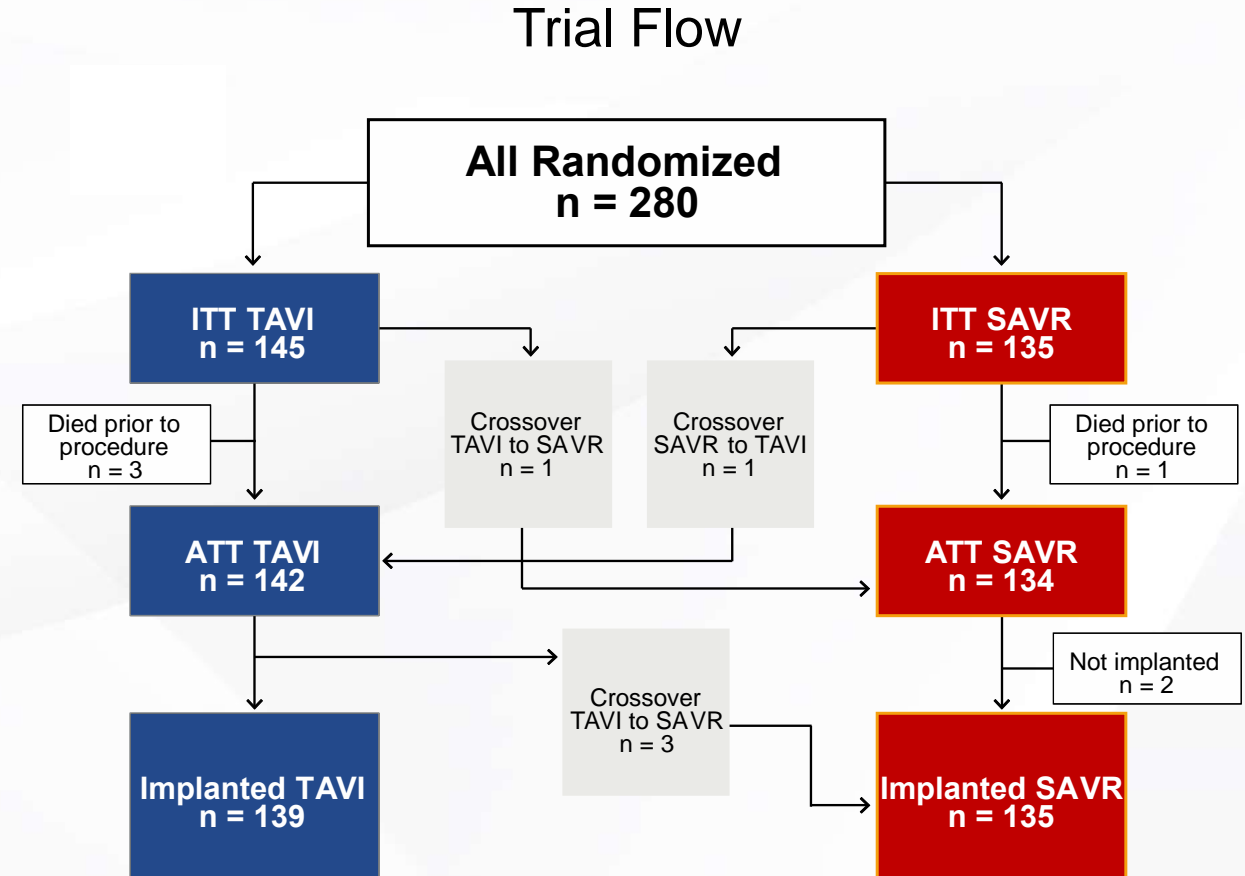 Trial Flow
All Randomized
n = 280
ITT TAVI
n = 145
ITT SAVR
n = 135
Died prior to
procedure
n = 3
Crossover
TAVI to SAVR
n = 1
Crossover
SAVR to TAVI
n = 1
Died prior to
procedure
n = 1
ATT TAVI
n = 142
ATT SAVR
n = 134
Crossover
TAVI to SAVR
n = 3
Not implanted
n = 2
Implanted TAVI
n = 139
Implanted SAVR
n = 135